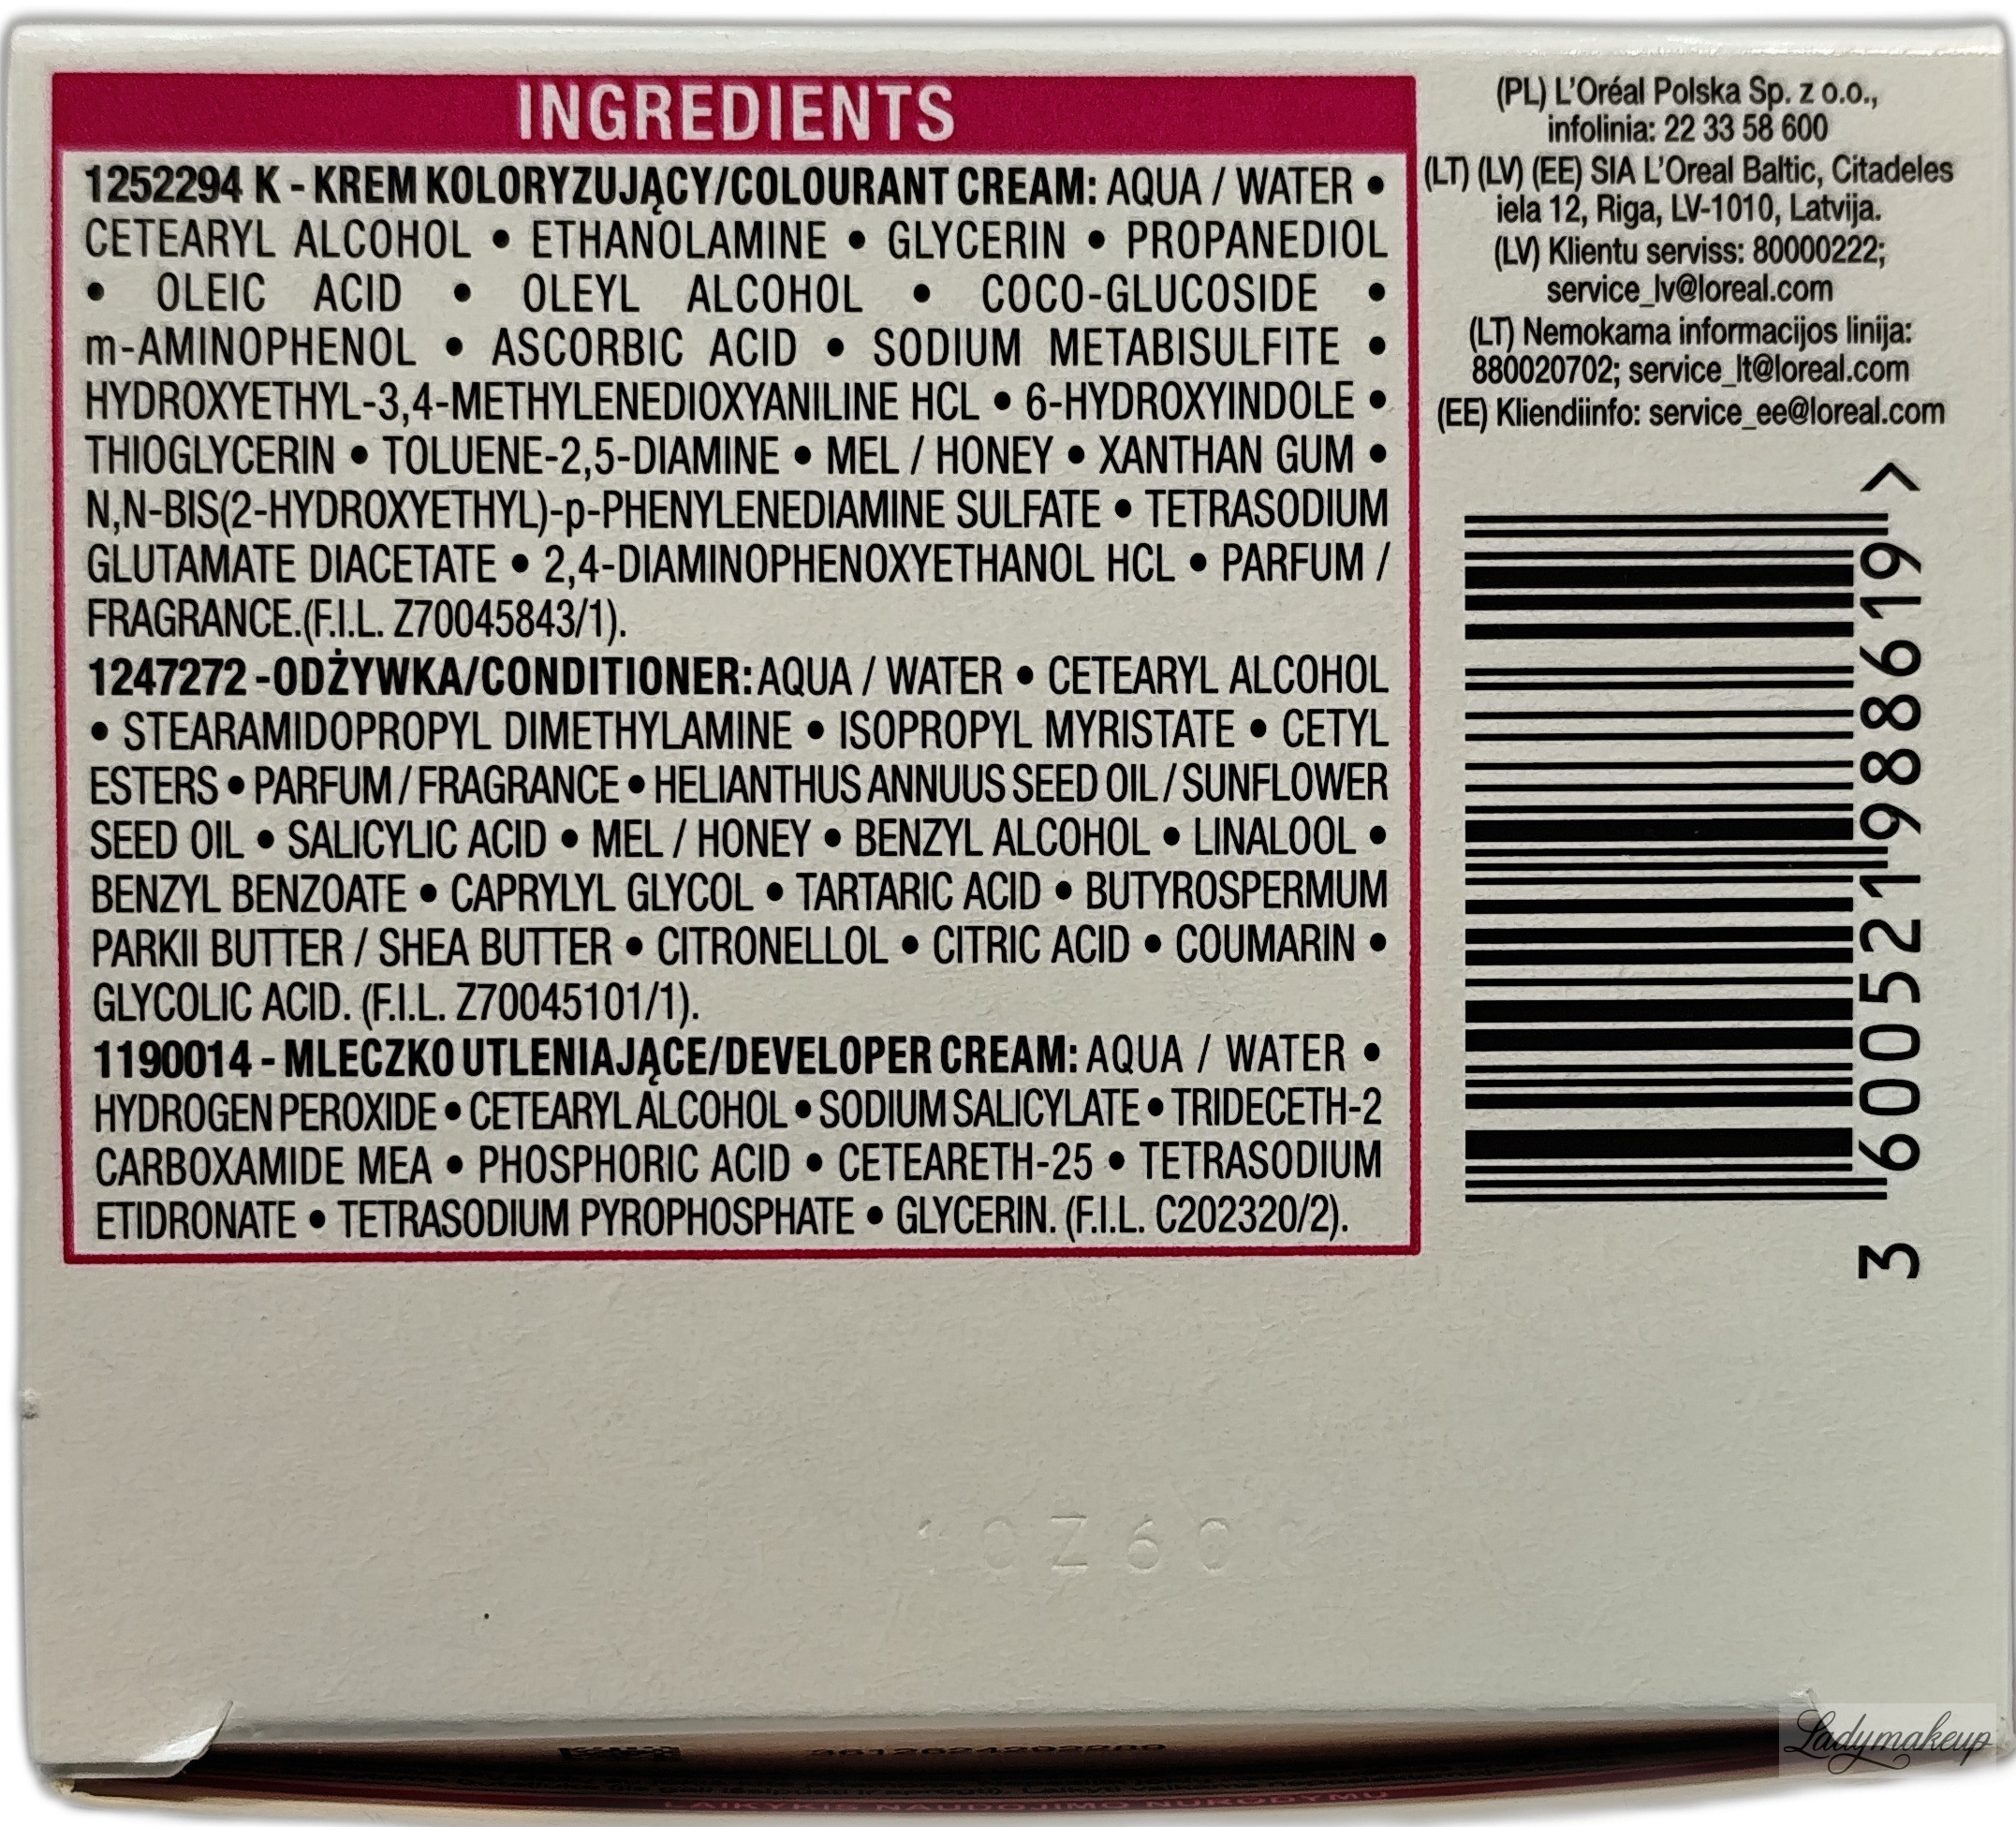 INGREDIENTS
1252294 K - KREM KOLORYZUJĄCY/COLOURANT CREAM: AQUA / WATER •
CETEARYL ALCOHOL • ETHANOLAMINE • GLYCERIN • PROPANEDIOL
• OLEIC ACID • OLEYL ALCOHOL • COCO-GLUCOSIDE •
m-AMINOPHENOL • ASCORBIC ACID • SODIUM METABISULFITE •
HYDROXYETHYL-3,4-METHYLENEDIOXYANILINE HCL • 6-HYDROXYINDOLE •
THIOGLYCERIN • TOLUENE-2,5-DIAMINE • MEL / HONEY • XANTHAN GUM •
N,N-BIS(2-HYDROXYETHYL)-p-PHENYLENEDIAMINE SULFATE • TETRASODIUM
GLUTAMATE DIACETATE • 2,4-DIAMINOPHENOXYETHANOL HCL • PARFUM /
FRAGRANCE.(F.I.L. Z70045843/1).
1247272 -ODŻYWKA/CONDITIONER: AQUA / WATER • CETEARYL ALCOHOL
• STEARAMIDOPROPYL DIMETHYLAMINE • ISOPROPYL MYRISTATE • CETYL
ESTERS • PARFUM / FRAGRANCE • HELIANTHUS ANNUUS SEED OIL / SUNFLOWER
SEED OIL • SALICYLIC ACID • MEL / HONEY • BENZYL ALCOHOL • LINALOOL •
BENZYL BENZOATE • CAPRYLYL GLYCOL • TARTARIC ACID • BUTYROSPERMUM
PARKII BUTTER / SHEA BUTTER • CITRONELLOL • CITRIC ACID • COUMARIN •
GLYCOLIC ACID. (F.I.L. Z70045101/1).
1190014 - MLECZKO UTLENIAJĄCE/DEVELOPER CREAM: AQUA / WATER •
HYDROGEN PEROXIDE • CETEARYL ALCOHOL • SODIUM SALICYLATE • TRIDECETH-2
CARBOXAMIDE MEA • PHOSPHORIC ACID • CETEARETH-25 • TETRASODIUM
ETIDRONATE • TETRASODIUM PYROPHOSPHATE • GLYCERIN. (F.I.L. C202320/2).
(PL) L'Oréal Polska Sp. z o.o.,
infolinia: 22 33 58 600
(LT) (LV) (EE) SIA L'Oreal Baltic, Citadeles
iela 12, Riga, LV-1010, Latvija.
(LV) Klientu serviss: 80000222;
service_lv@loreal.com
(LT) Nemokama informacijos linija:
880020702; service_lt@loreal.com
(EE) Kliendiinfo: service_ee@loreal.com
3 600521 988619 >
10Z60
LAIKYKIS NAUDOJIMO NURODYMŲ
Ladymakeup